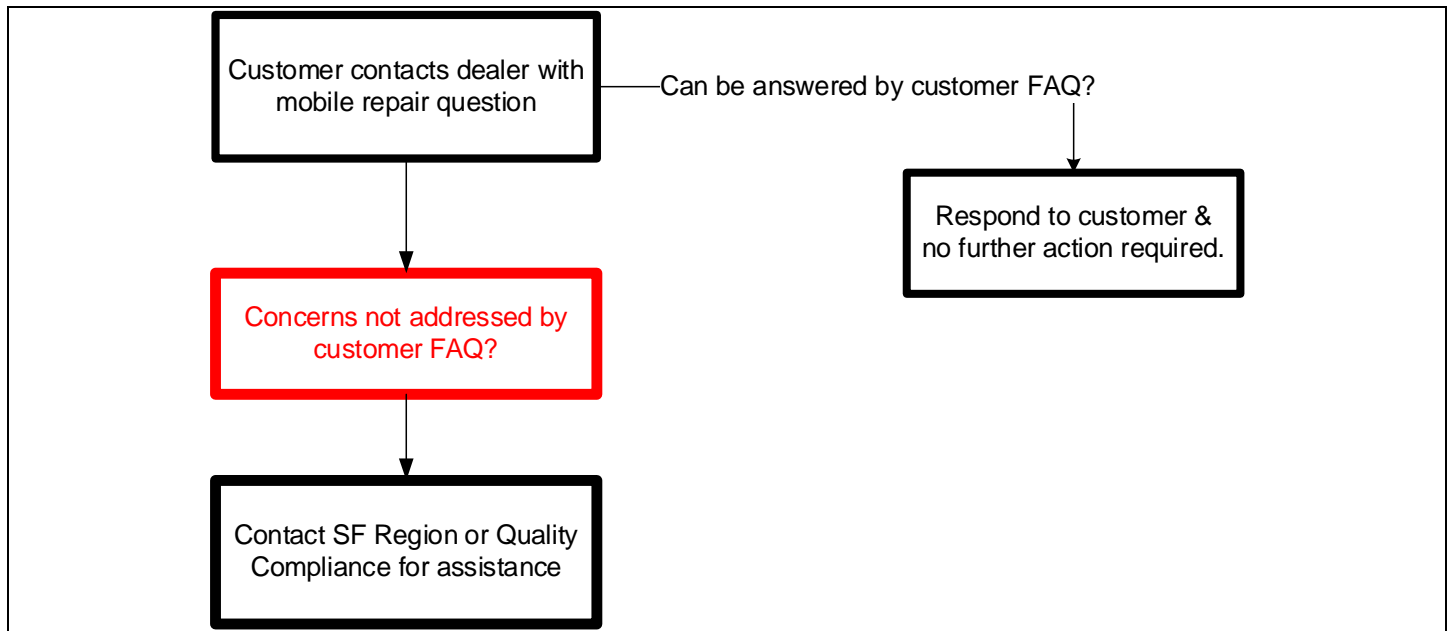 Customer contacts dealer with
mobile repair question
Can be answered by customer FAQ?
Respond to customer &
no further action required.
Concerns not addressed by
customer FAQ?
Contact SF Region or Quality
Compliance for assistance